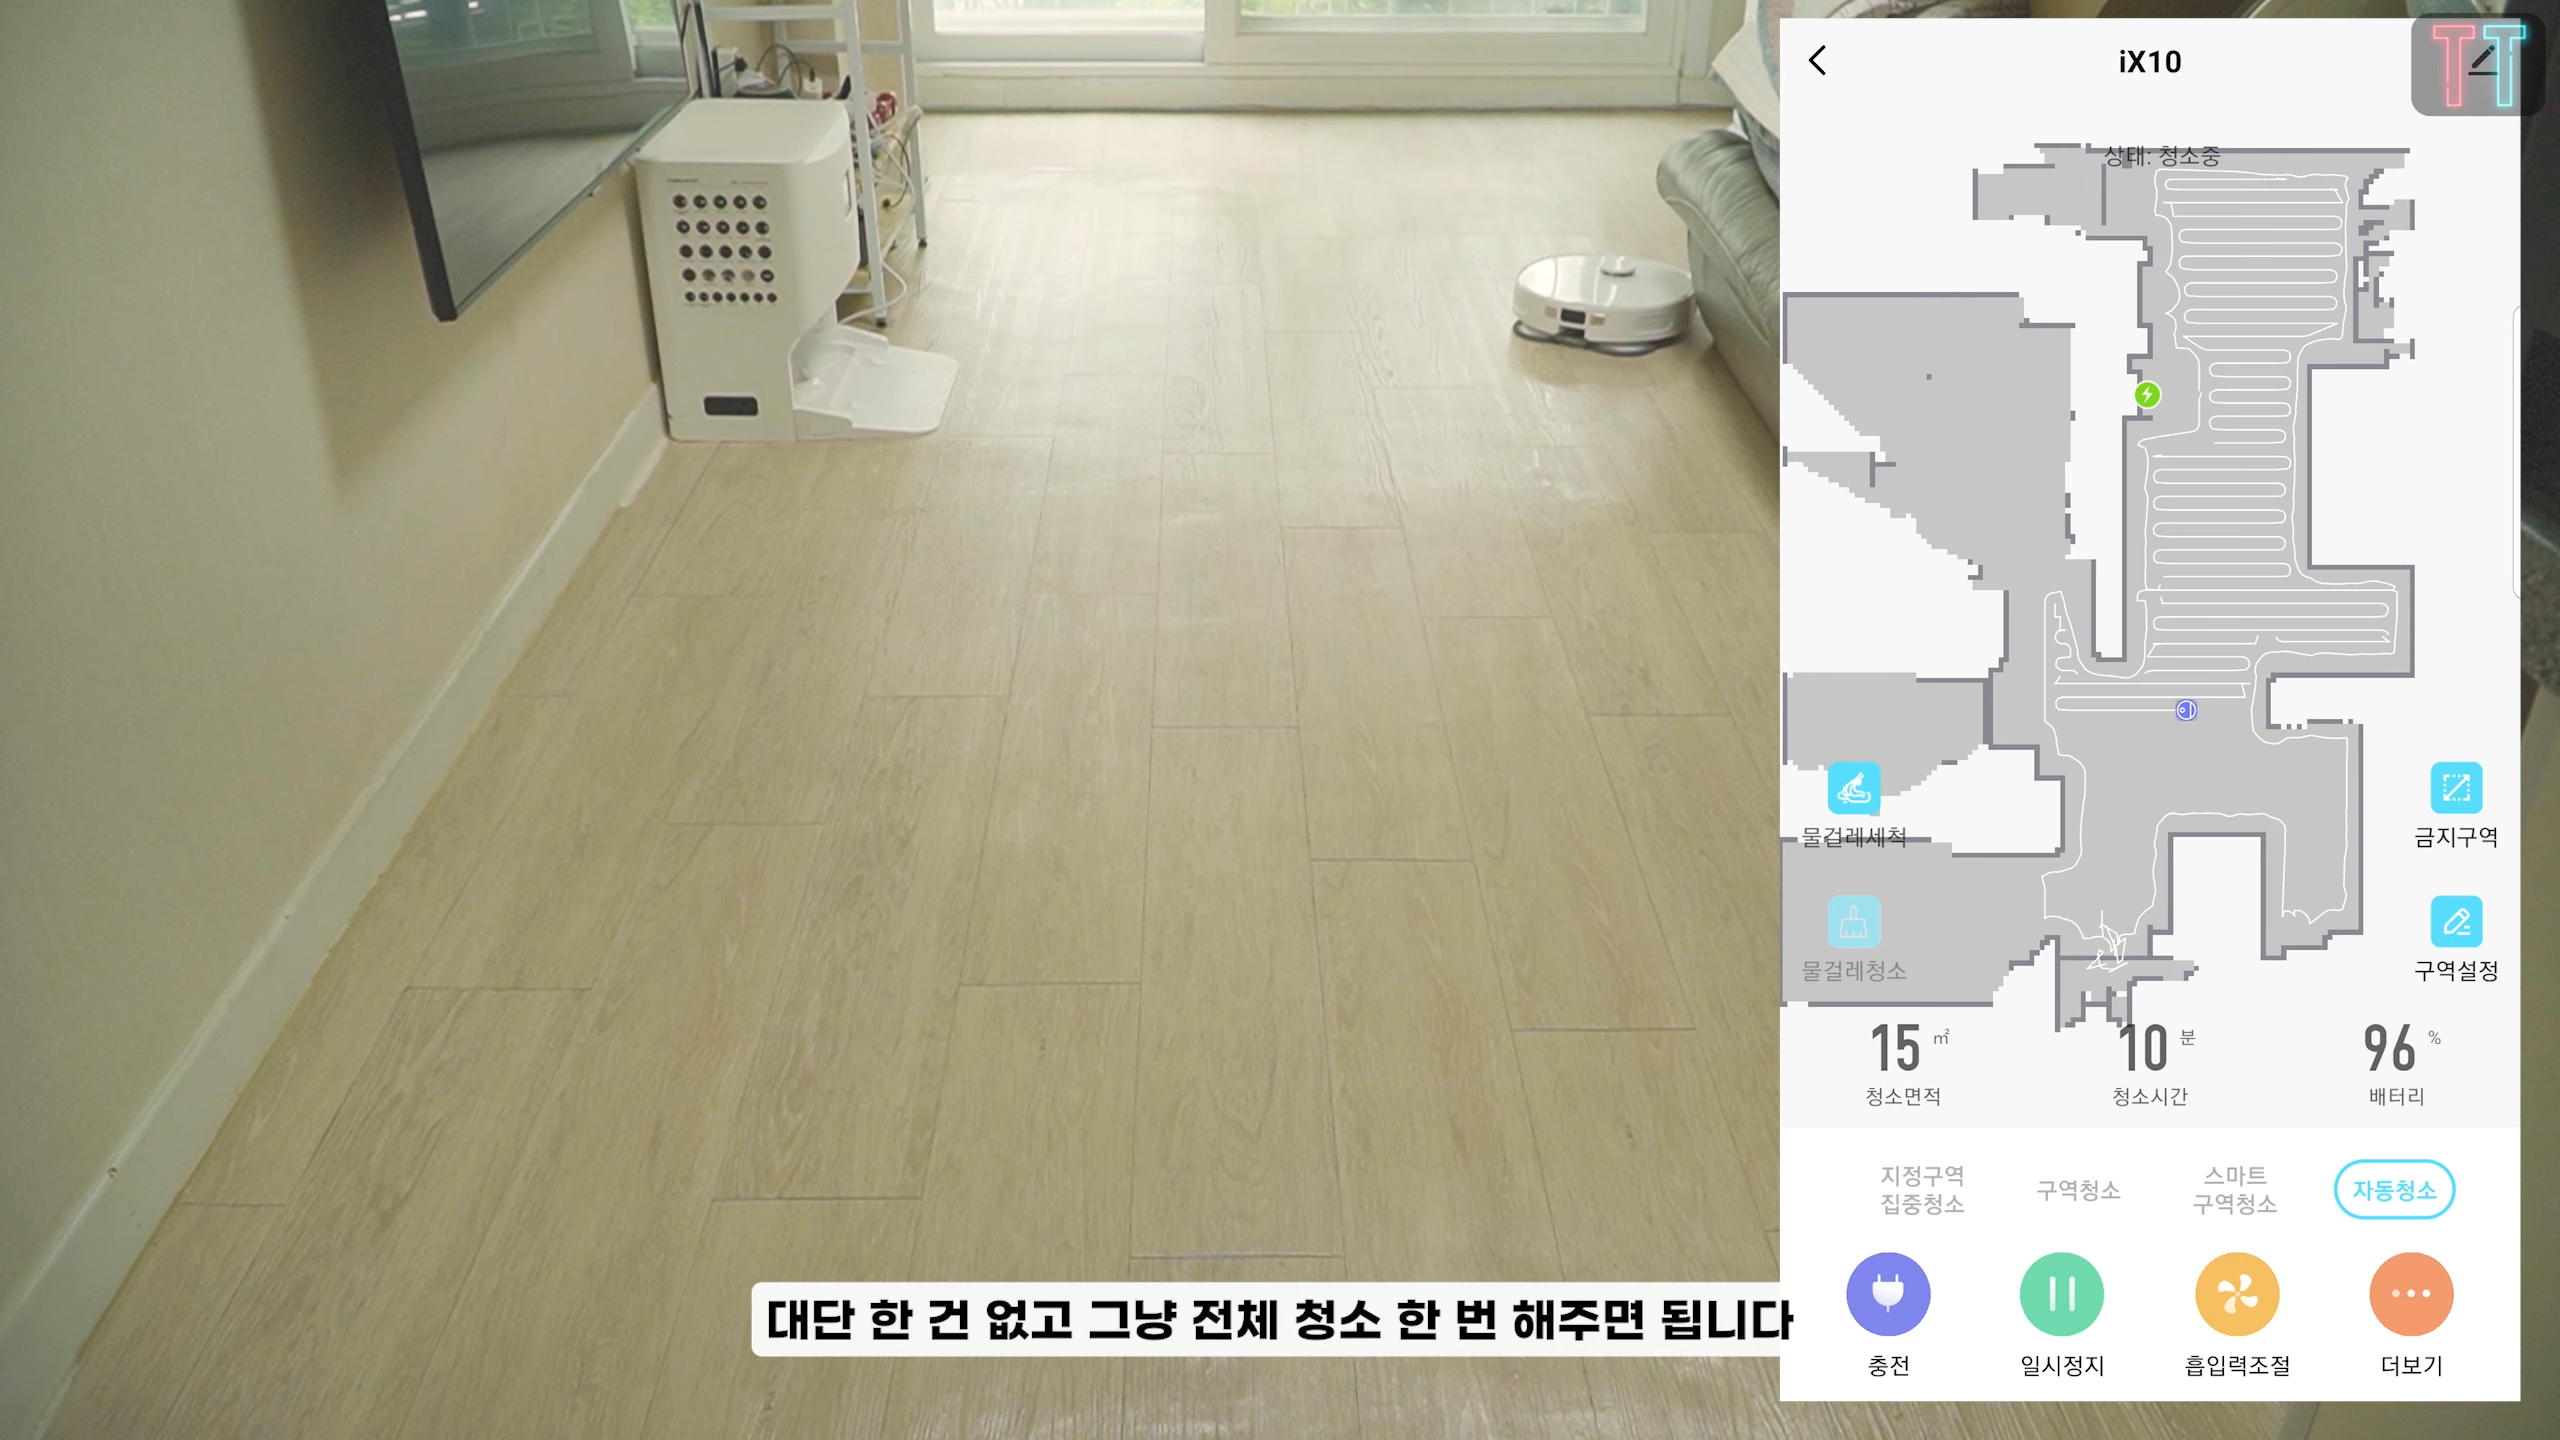 iX10
TT
상태: 청소중
물걸레세척
금지구역
물걸레청소
구역설정
15 ㎡
10 분
96 %
청소면적
청소시간
배터리
지정구역
집중청소
구역청소
스마트
구역청소
자동청소
충전
일시정지
흡입력조절
더보기
대단 한 건 없고 그냥 전체 청소 한 번 해주면 됩니다